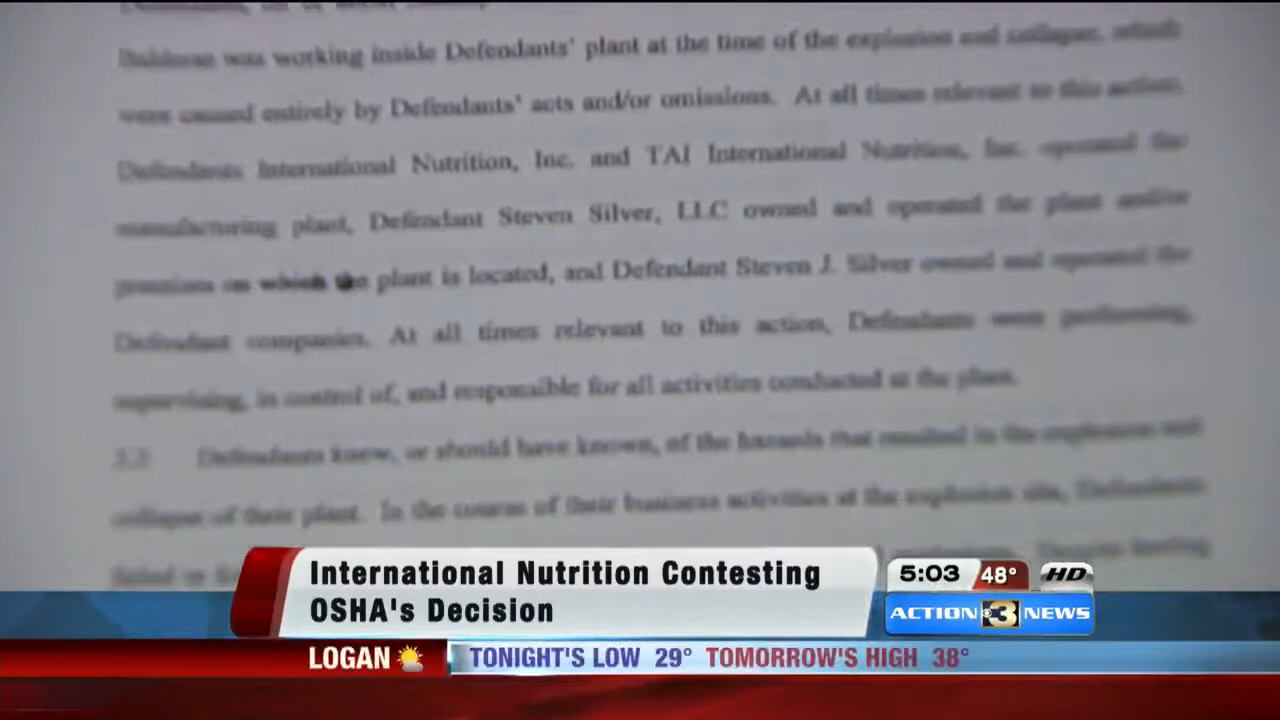 was working inside Defendants' plant at the time of the explosion and collapse, which
were caused entirely by Defendants' acts and/or omissions. At all times relevant to this action,
Defendants International Nutrition, Inc. and TAI International Nutrition, Inc. operated the
manufacturing plant, Defendant Steven Silver, LLC owned and operated the plant and/or
premises on which the plant is located, and Defendant Steven J. Silver owned and operated the
Defendant companies. At all times relevant to this action, Defendants were performing,
supervising, in control of, and responsible for all activities conducted at the plant.
Defendants knew, or should have known, of the hazards that resulted in the explosion and
collapse of their plant. In the course of their business activities at the explosion site, Defendants
failed Despite having
International Nutrition Contesting
OSHA's Decision
5:03 48° HD
ACTION 3 NEWS
LOGAN TONIGHT'S LOW 29° TOMORROW'S HIGH 38°